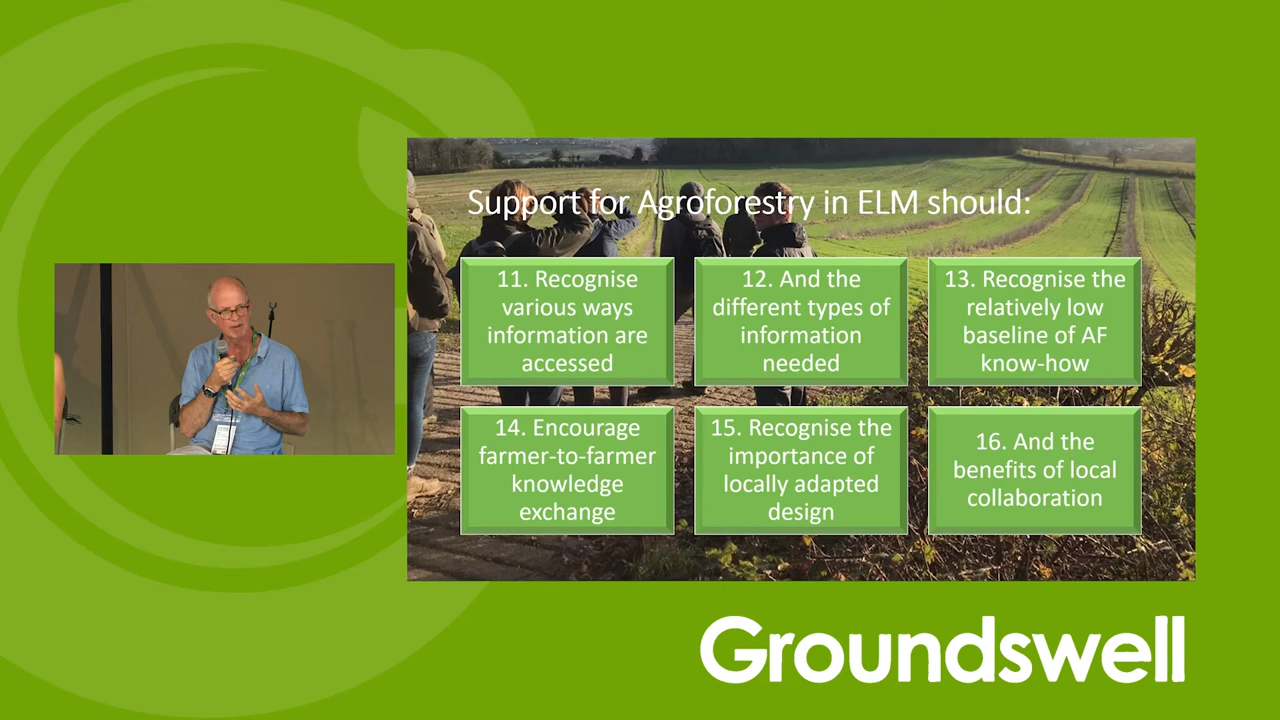 Support for Agroforestry in ELM should:
11. Recognise
various ways
information are
accessed
12. And the
different types of
information
needed
13. Recognise the
relatively low
baseline of AF
know-how
14. Encourage
farmer-to-farmer
knowledge
exchange
15. Recognise the
importance of
locally adapted
design
16. And the
benefits of local
collaboration
Groundswell